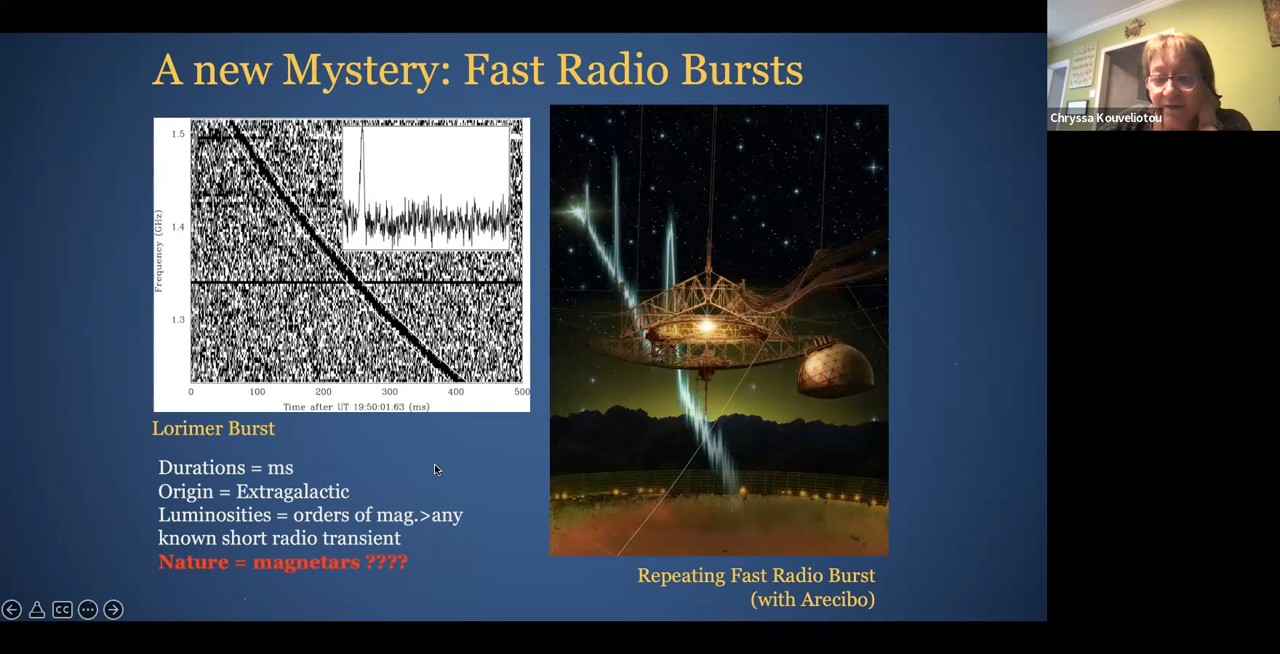 A new Mystery: Fast Radio Bursts
Chryssa Kouveliotou
1.5
1.4
1.3
Frequency (GHz)
0 100 200 300 400 500
Time after UT 19:50:01.63 (ms)
Lorimer Burst
Durations = ms
Origin = Extragalactic
Luminosities = orders of mag.>any
known short radio transient
Nature = magnetars ????
Repeating Fast Radio Burst
(with Arecibo)
CC